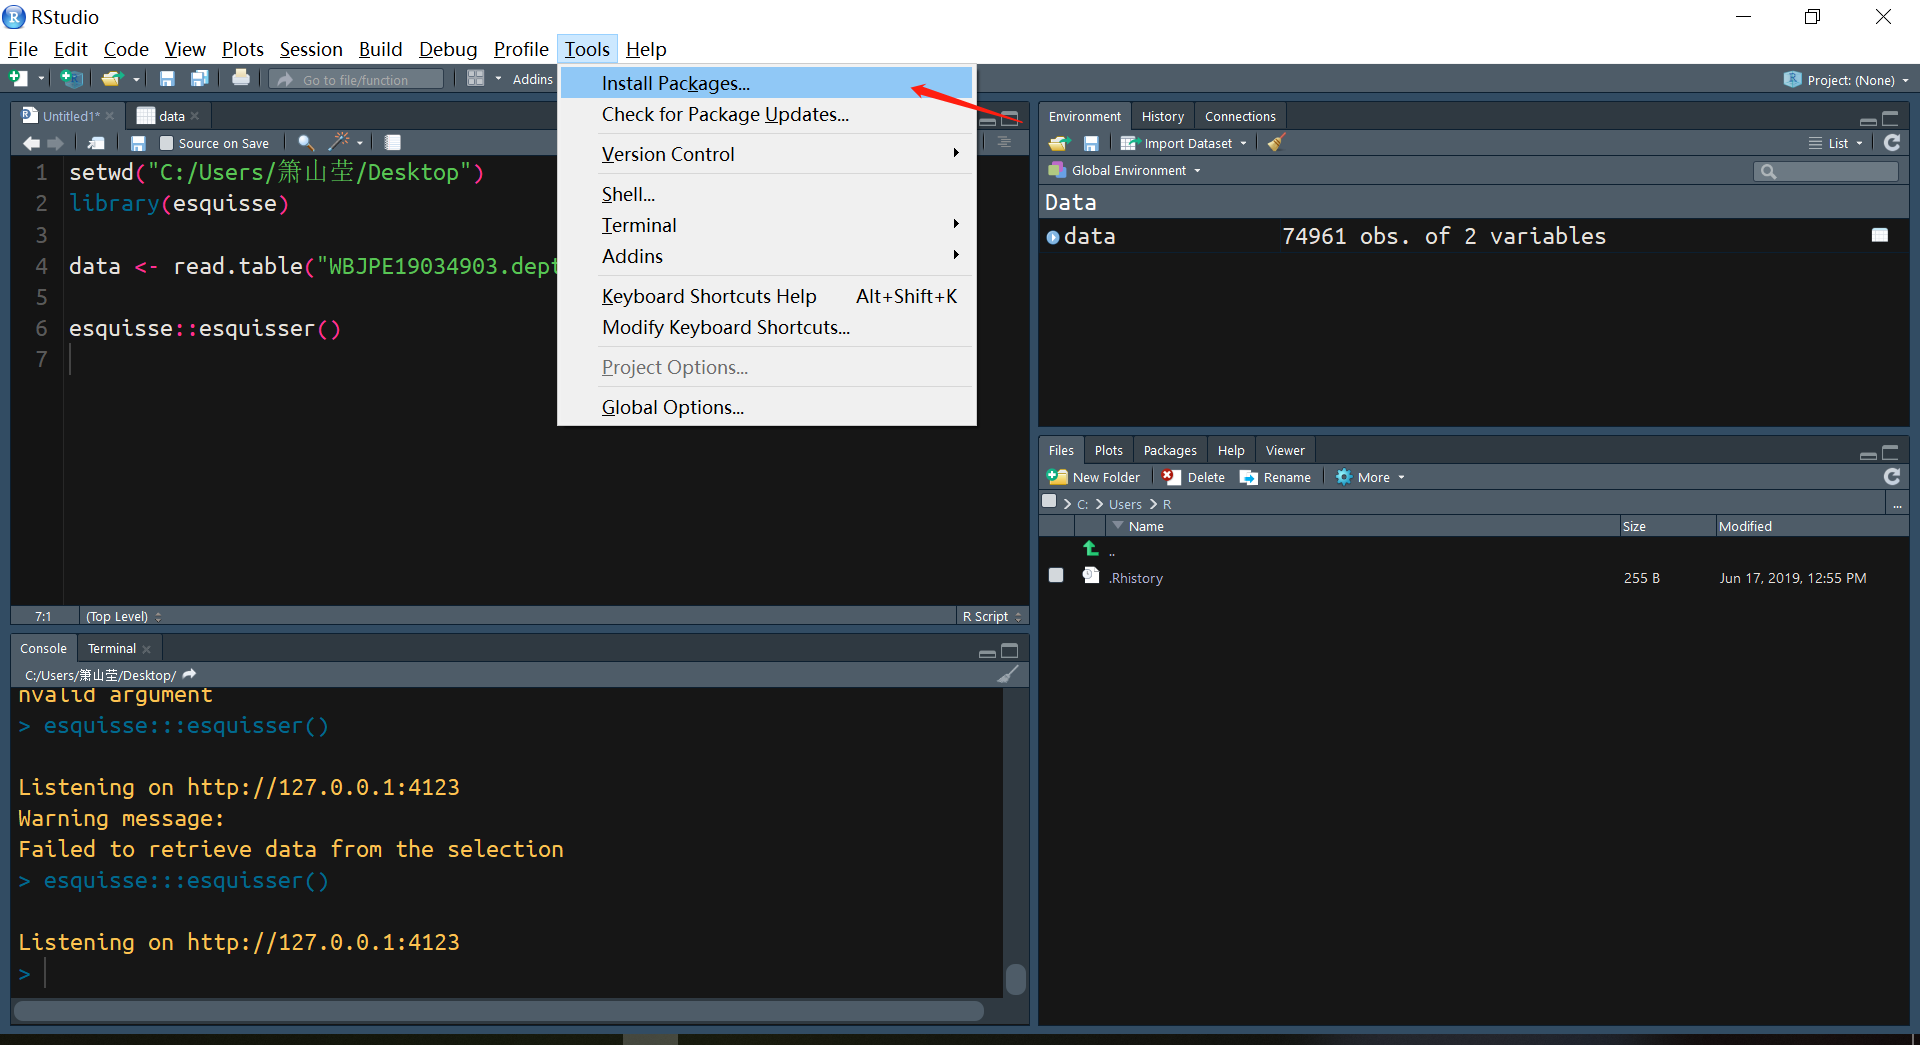 RStudio
File Edit Code View Plots Session Build Debug Profile Tools Help
Go to file/function
Addins
Project: (None)
Install Packages...
Check for Package Updates...
Version Control
Shell...
Terminal
Addins
Keyboard Shortcuts Help Alt+Shift+K
Modify Keyboard Shortcuts...
Project Options...
Global Options...
Untitled1* data
Source on Save
1 setwd("C:/Users/箫山茔/Desktop")
2 library(esquisse)
3
4 data <- read.table("WBJPE19034903.dept
5
6 esquisse::esquisser()
7
7:1 (Top Level) R Script
Console Terminal
C:/Users/箫山茔/Desktop/
nvalid argument
> esquisse:::esquisser()
Listening on http://127.0.0.1:4123
Warning message:
Failed to retrieve data from the selection
> esquisse:::esquisser()
Listening on http://127.0.0.1:4123
>
Environment History Connections
Import Dataset List
Global Environment
Data
data 74961 obs. of 2 variables
Files Plots Packages Help Viewer
New Folder Delete Rename More
C: Users R ...
Name Size Modified
..
.Rhistory 255 B Jun 17, 2019, 12:55 PM